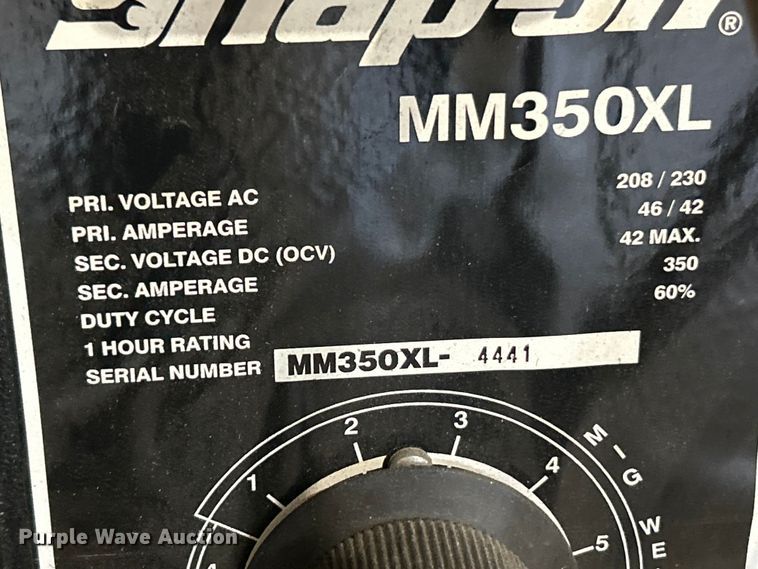 Snap-on®
MM350XL
PRI. VOLTAGE AC 208 / 230
PRI. AMPERAGE 46 / 42
SEC. VOLTAGE DC (OCV) 42 MAX.
SEC. AMPERAGE 350
DUTY CYCLE 60%
1 HOUR RATING
SERIAL NUMBER MM350XL- 4441
1 2 3 4 5
MIG WE
Purple Wave Auction